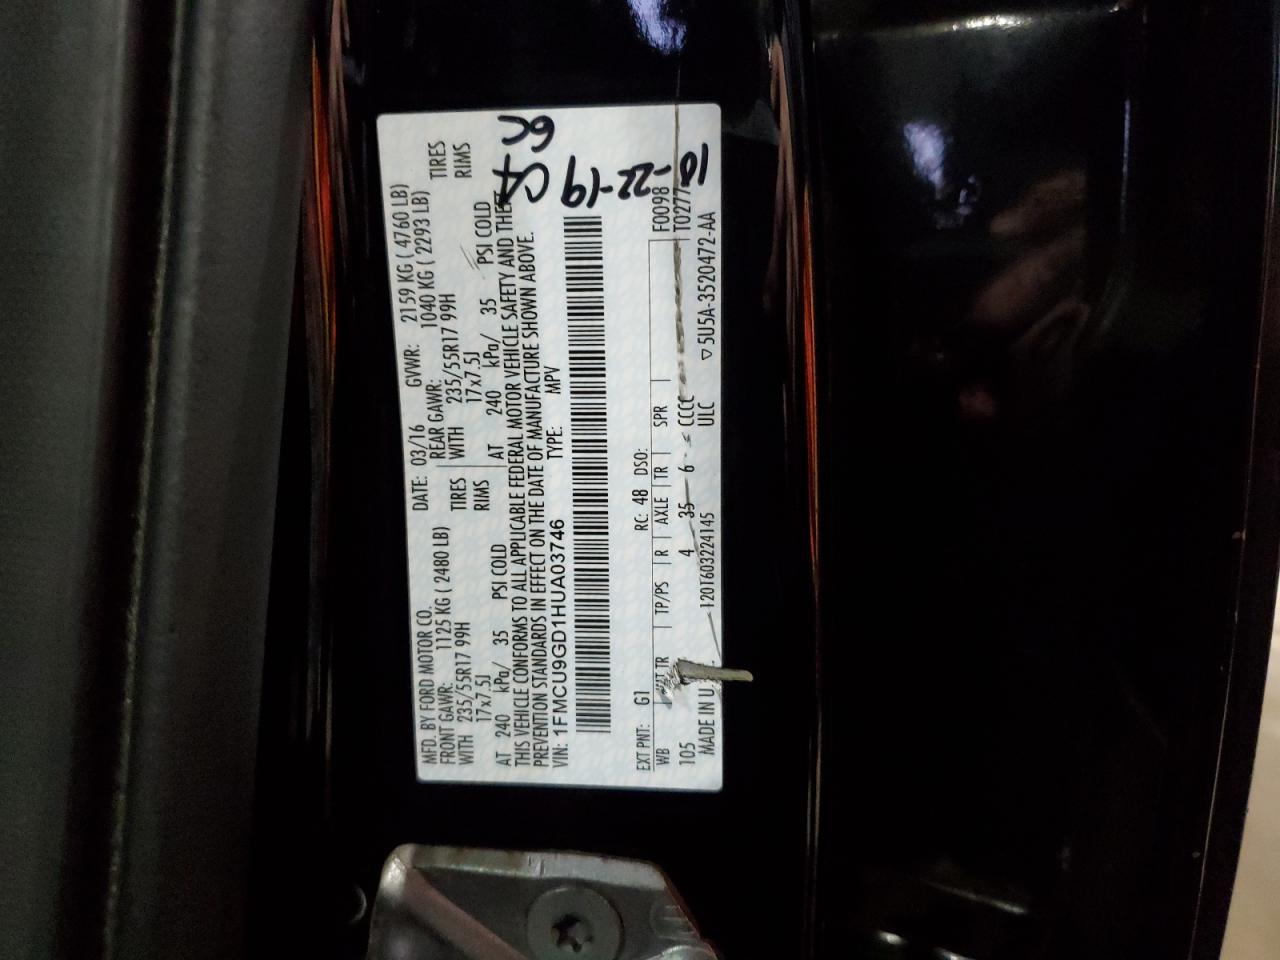 MFD. BY FORD MOTOR CO.
DATE: 03/16 GVWR: 2159 KG ( 4760 LB)
FRONT GAWR: 1125 KG ( 2480 LB) REAR GAWR: 1040 KG ( 2293 LB)
WITH 235/55R17 99H TIRES WITH 235/55R17 99H TIRES
17x7.5J RIMS 17x7.5J RIMS
AT 240 kPa/ 35 PSI COLD AT 240 kPa/ 35 PSI COLD
THIS VEHICLE CONFORMS TO ALL APPLICABLE FEDERAL MOTOR VEHICLE SAFETY AND THEFT
PREVENTION STANDARDS IN EFFECT ON THE DATE OF MANUFACTURE SHOWN ABOVE.
VIN: 1FMCU9GD1HUA03746 TYPE: MPV
6C
10-22-19
EXT PNT: G1 RC: 48 DSO: F0098
WB TR TP/PS R AXLE TR SPR T0277
105 4 35 6 CCCC
MADE IN 120T603224145 ULC ▽5U5A-3520472-AA